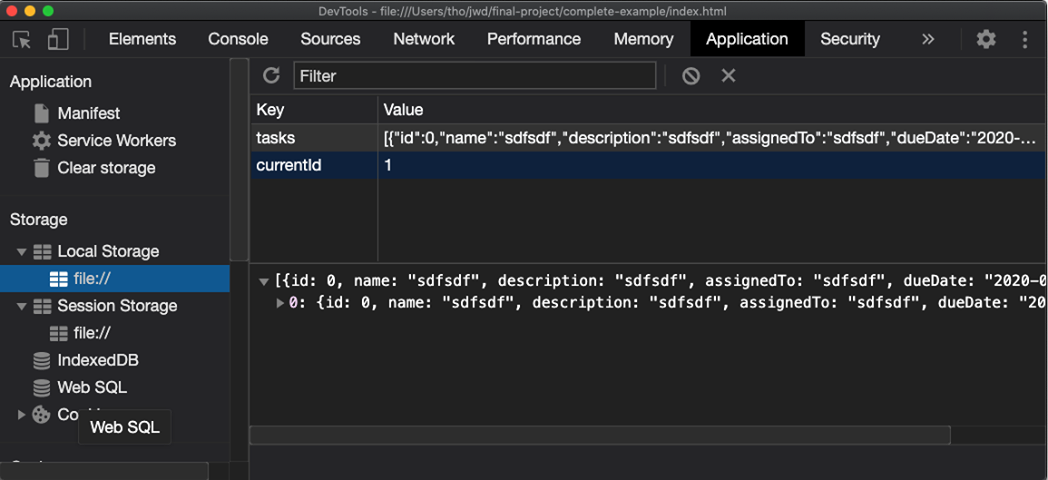 DevTools - file:///Users/tho/jwd/final-project/complete-example/index.html
Elements Console Sources Network Performance Memory Application Security »
Application
Manifest
Service Workers
Clear storage
Storage
Local Storage
file://
Session Storage
file://
IndexedDB
Web SQL
Web SQL
Filter
Key Value
tasks [{"id":0,"name":"sdfsdf","description":"sdfsdf","assignedTo":"sdfsdf","dueDate":"2020-...
currentId 1
[{id: 0, name: "sdfsdf", description: "sdfsdf", assignedTo: "sdfsdf", dueDate: "2020-0
0: {id: 0, name: "sdfsdf", description: "sdfsdf", assignedTo: "sdfsdf", dueDate: "20